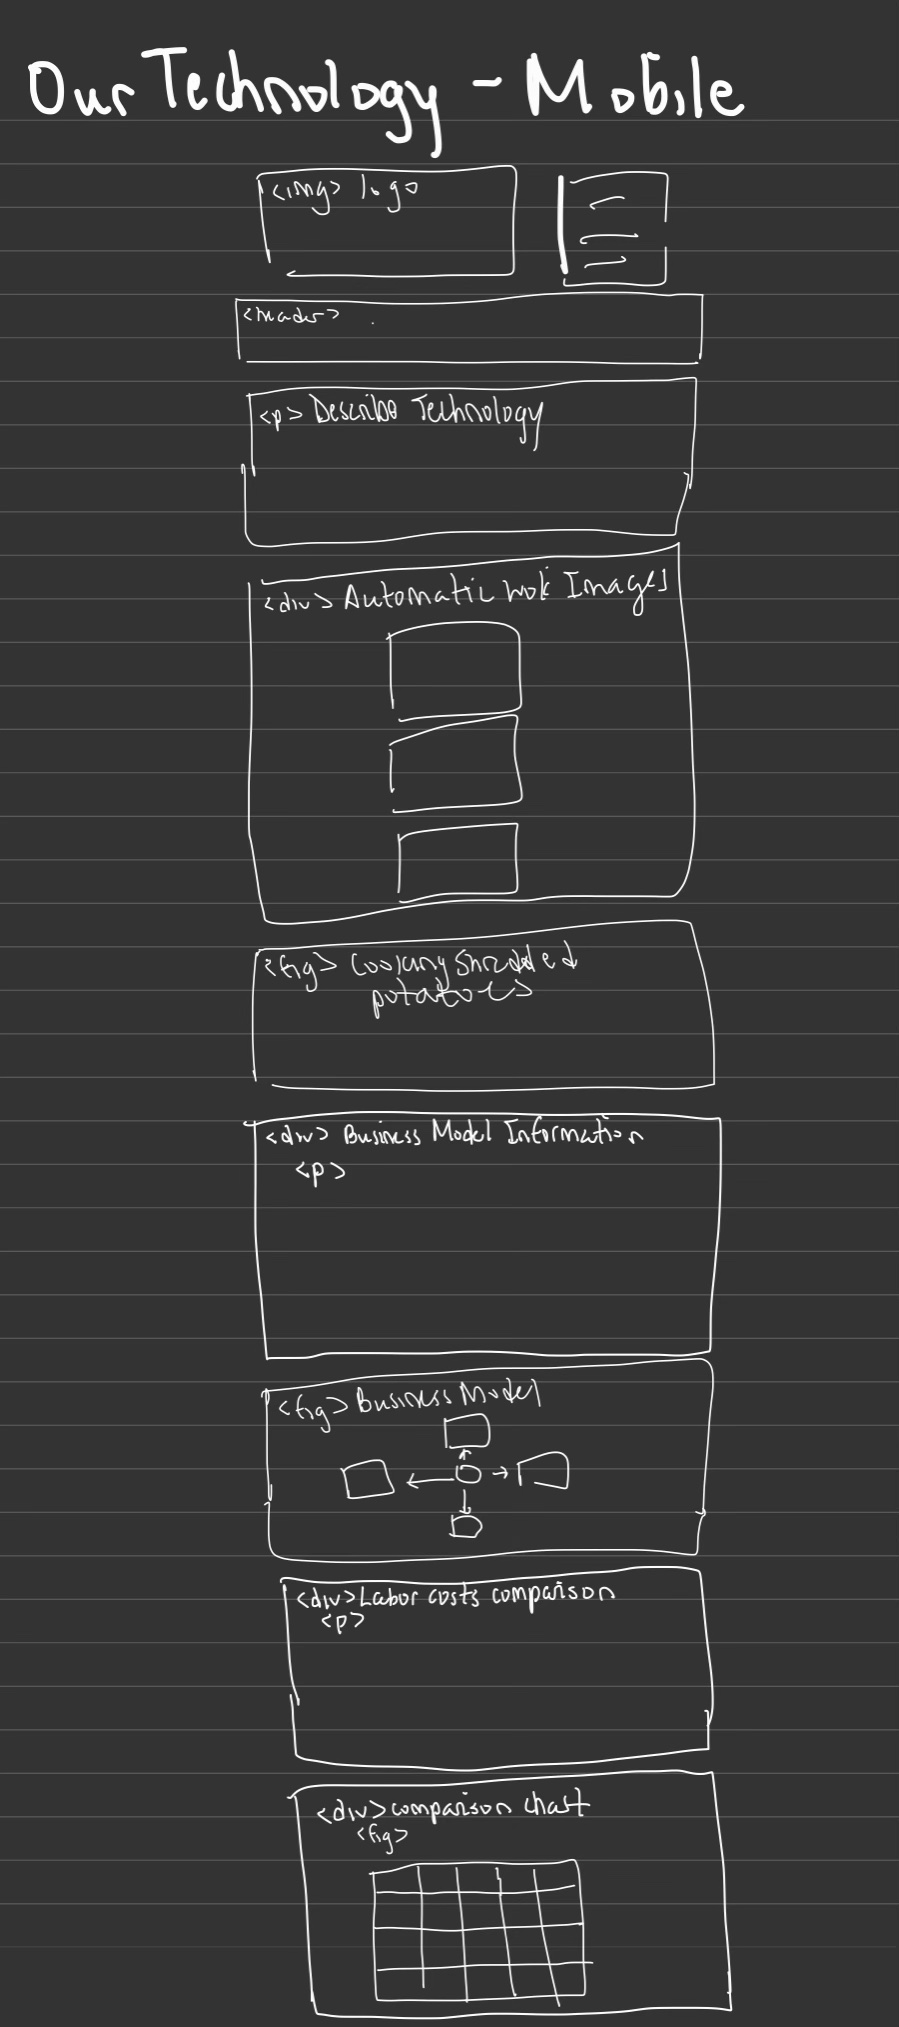 Our Technology - Mobile
<img> logo
<header>
<p> Describe Technology
<div> Automatic Wok Images
<fig> Cooking Shredded
potatoes
<div> Business Model Information
<p>
<fig> Business Model
<div> Labor costs comparison
<p>
<div> comparison chart
<fig>